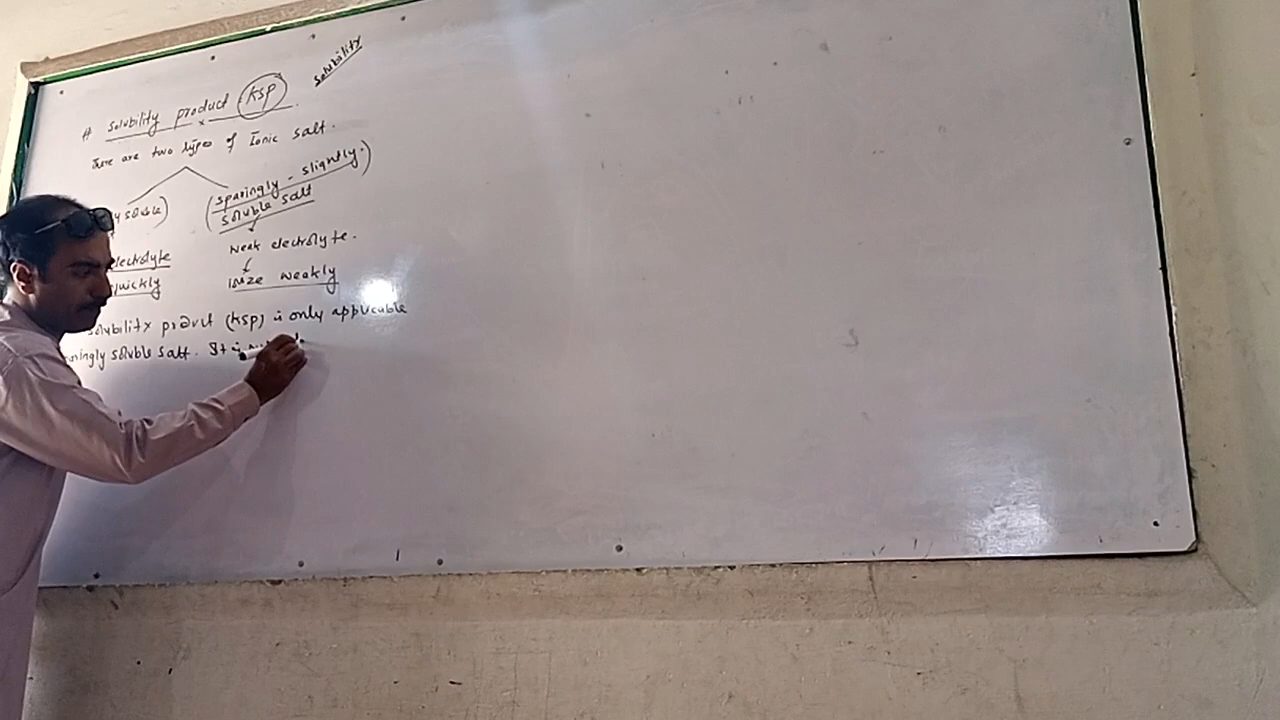 solubility
# solubility product (Ksp)
There are two types of Ionic salt.
y soluble) (sparingly - slightly.)
soluble salt
electrolyte weak electrolyte.
quickly Ionize weakly
solubility product (Ksp) is only applicable
aringly soluble salt. It is